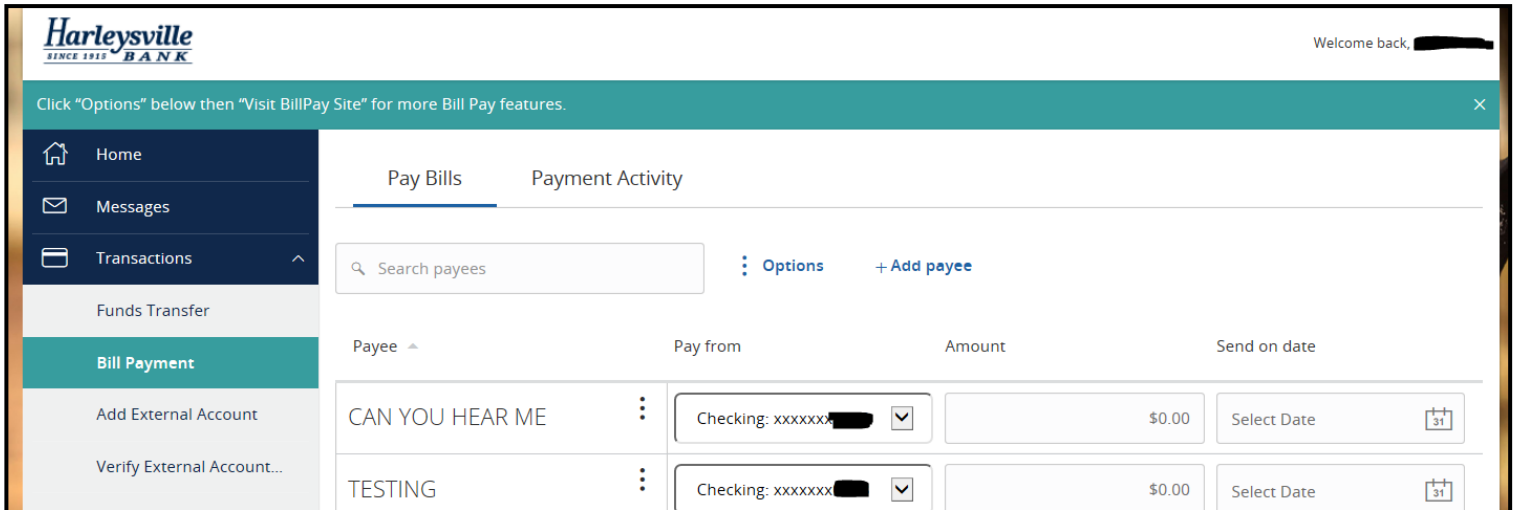 Harleysville
SINCE 1915 BANK
Welcome back,
Click "Options" below then "Visit BillPay Site" for more Bill Pay features.
Home
Messages
Transactions
Funds Transfer
Bill Payment
Add External Account
Verify External Account...
Pay Bills Payment Activity
Search payees Options +Add payee
Payee Pay from Amount Send on date
CAN YOU HEAR ME Checking: xxxxxxx $0.00 Select Date 31
TESTING Checking: xxxxxxx $0.00 Select Date 31